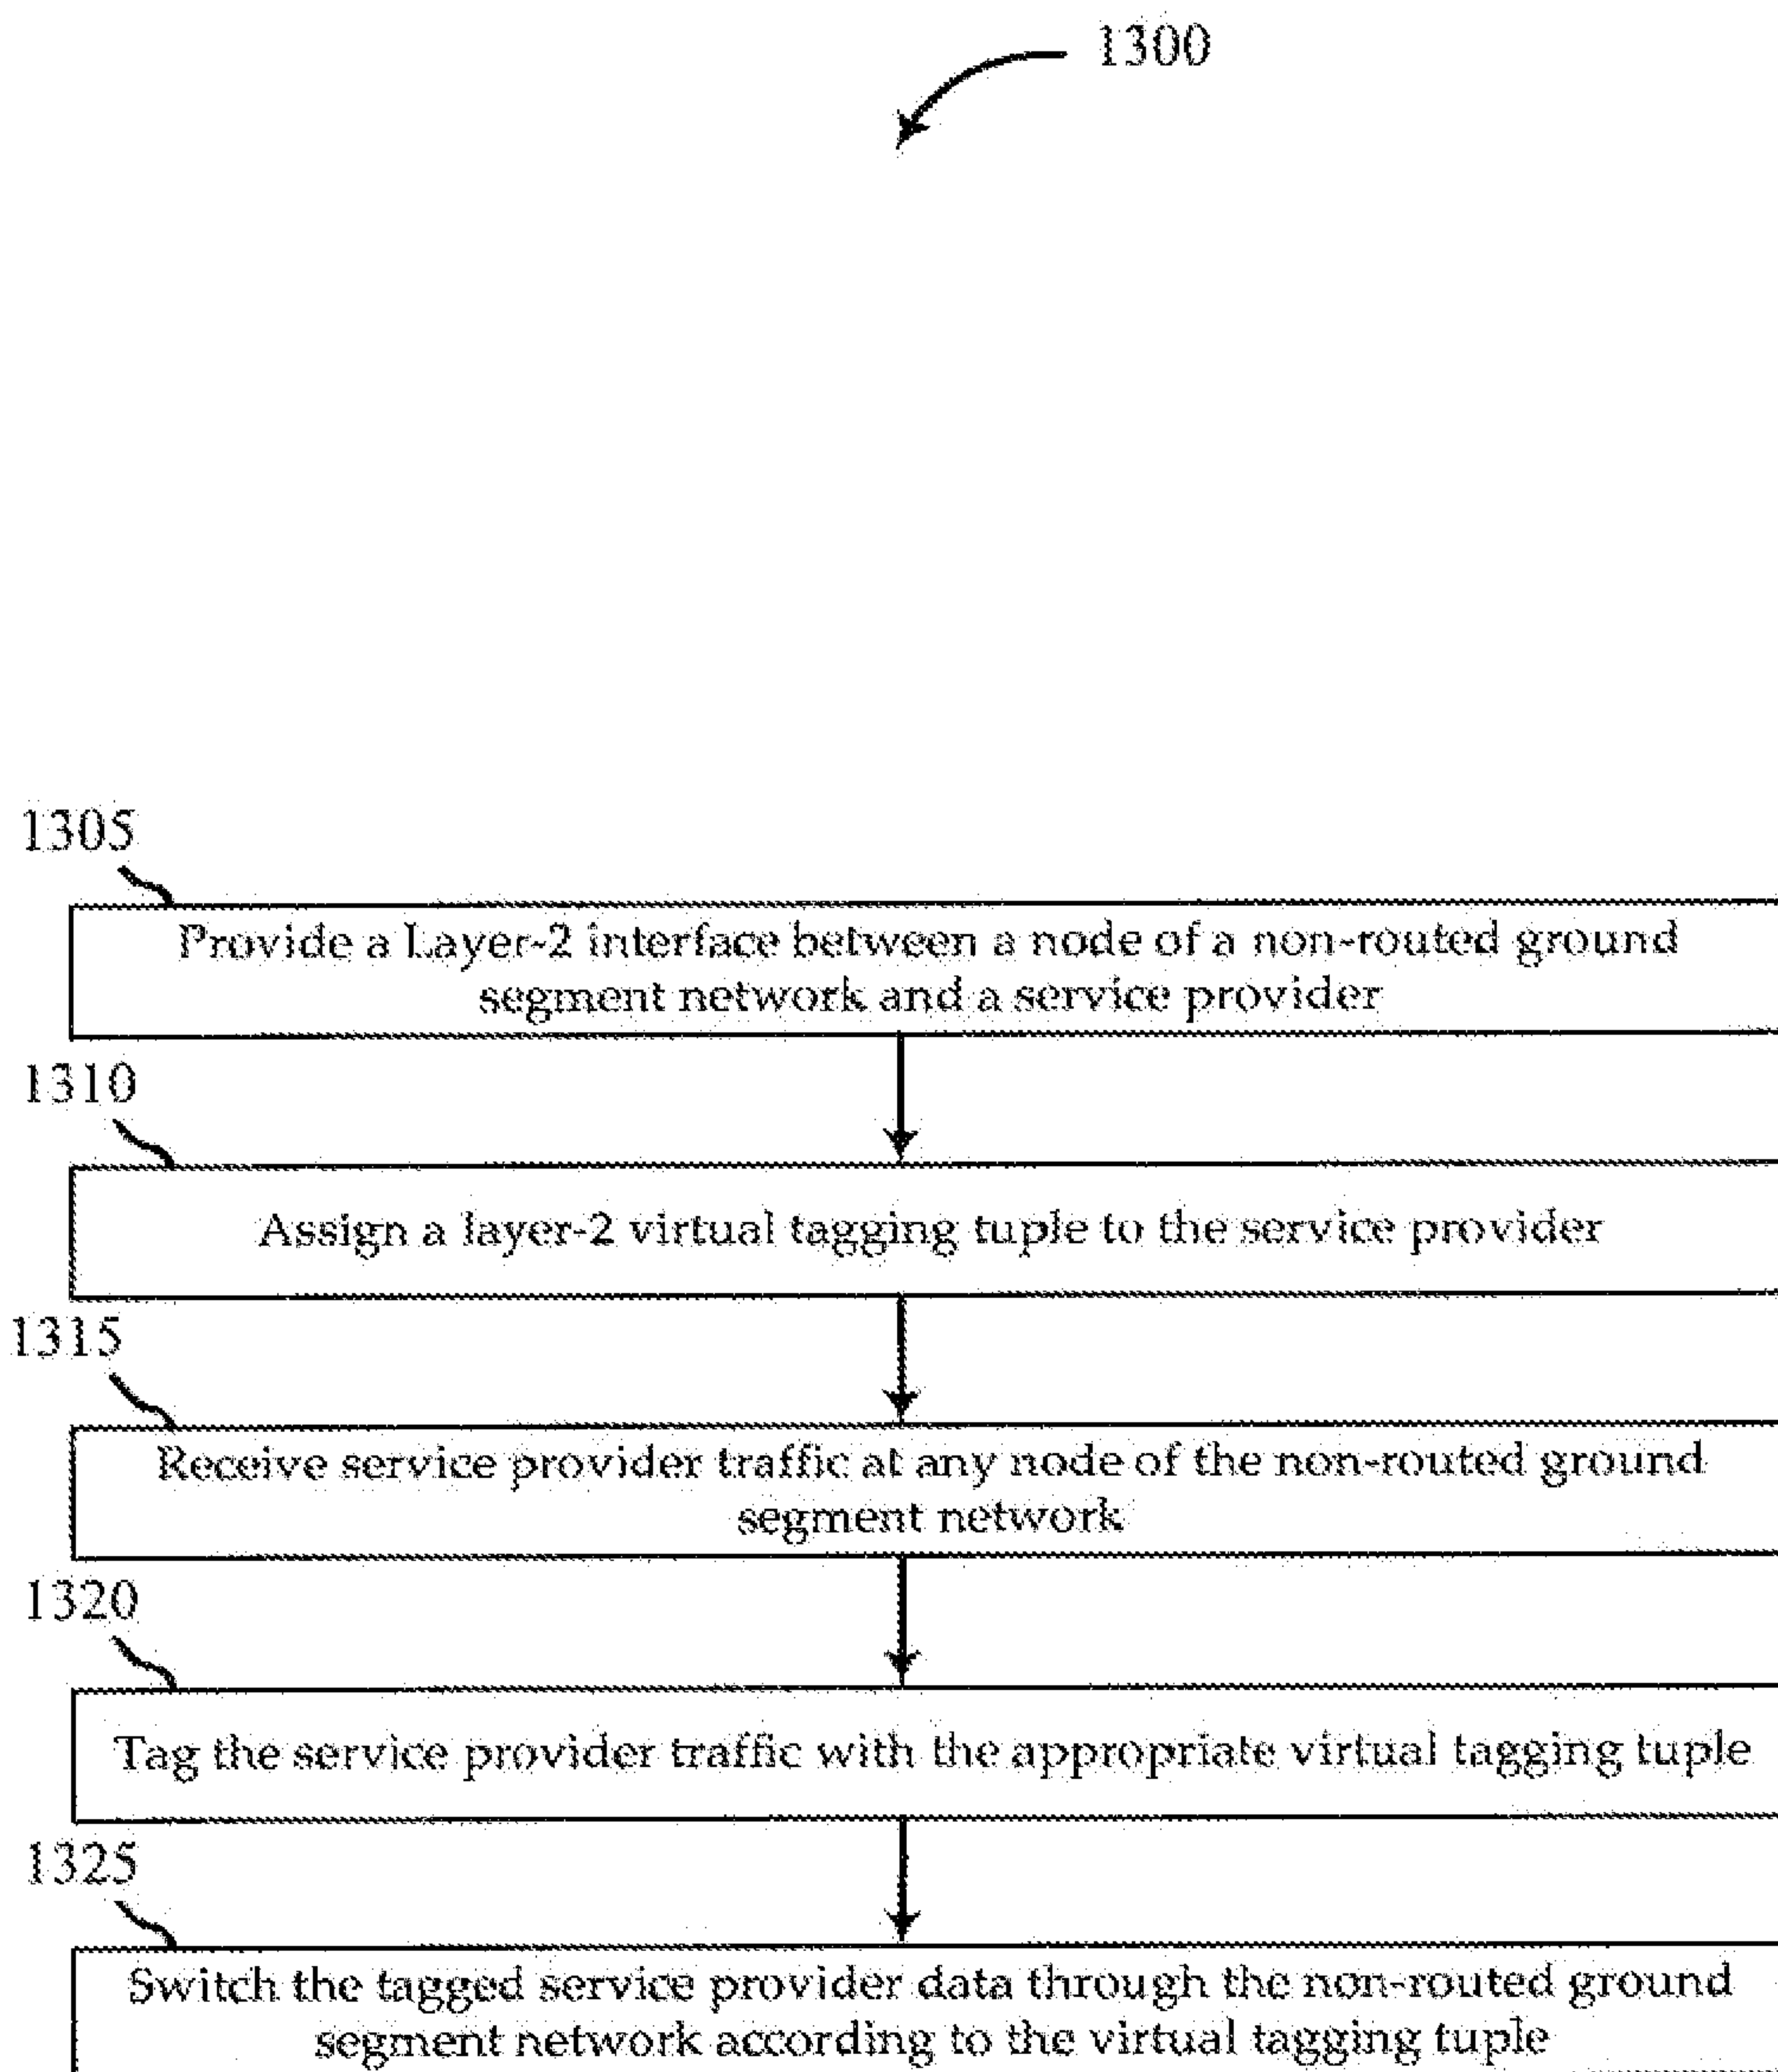 1300
1305
Provide a Layer-2 interface between a node of a non-routed ground
segment network and a service provider
1310
Assign a layer-2 virtual tagging tuple to the service provider
1315
Receive service provider traffic at any node of the non-routed ground
segment network
1320
Tag the service provider traffic with the appropriate virtual tagging tuple
1325
Switch the tagged service provider data through the non-routed ground
segment network according to the virtual tagging tuple